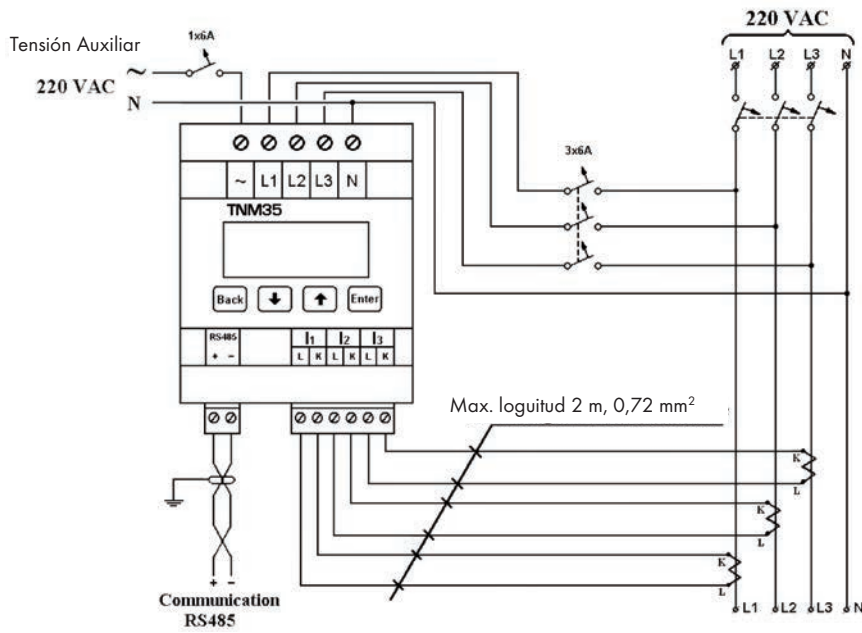 220 VAC
L1 L2 L3 N
Tensión Auxiliar
1x6A
220 VAC
~
N
3x6A
~ L1 L2 L3 N
TNM35
Back ↓ ↑ Enter
RS485
+ -
I1 I2 I3
L K L K L K
Max. loguitud 2 m, 0,72 mm²
K
L
K
L
K
L
+ -
Communication
RS485
L1 L2 L3 N